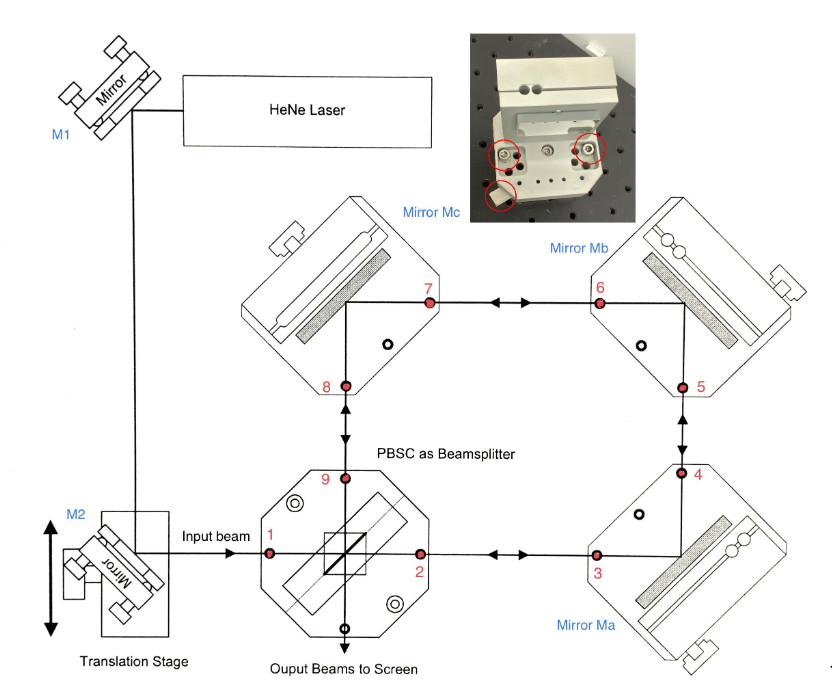 Mirror
HeNe Laser
M1
Mirror Mc
Mirror Mb
7
6
8
5
PBSC as Beamsplitter
9
4
M2
Input beam
1
2
3
Mirror
Mirror Ma
Translation Stage
Ouput Beams to Screen